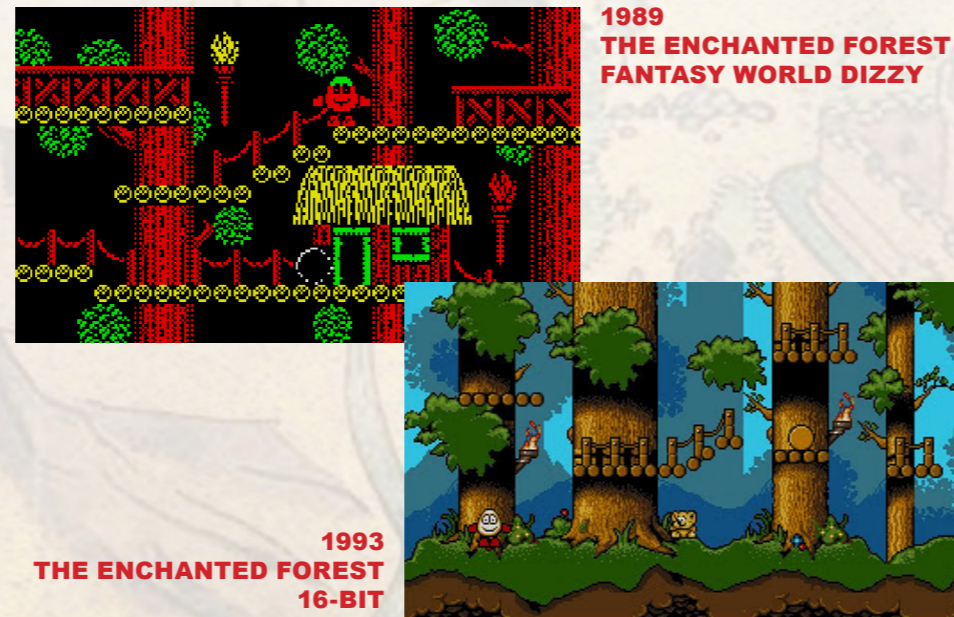 1989
THE ENCHANTED FOREST
FANTASY WORLD DIZZY
1993
THE ENCHANTED FOREST
16-BIT